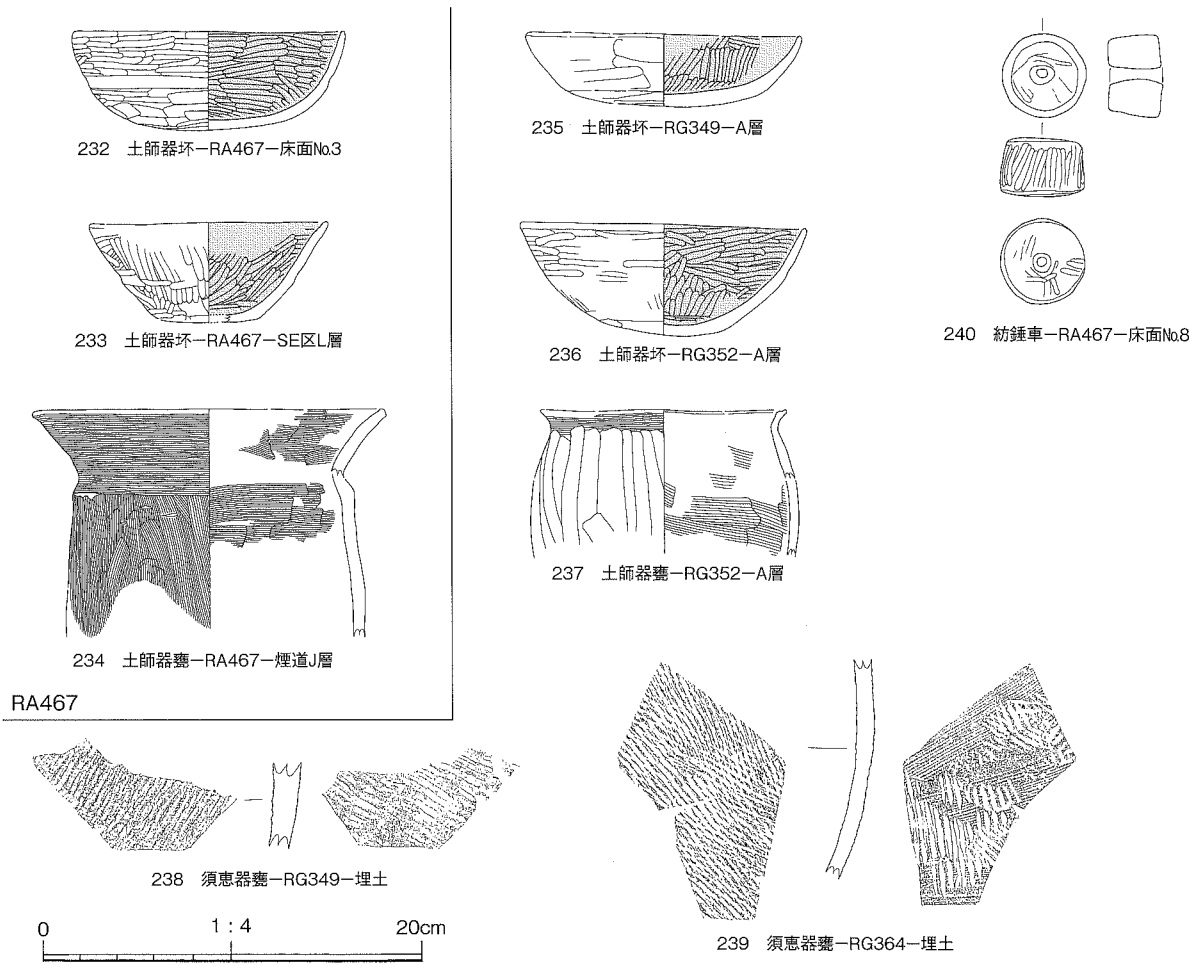 232 土師器坏－RA467－床面No.3
233 土師器坏－RA467－SE区L層
234 土師器甕－RA467－煙道J層
RA467
235 土師器坏－RG349－A層
236 土師器坏－RG352－A層
237 土師器甕－RG352－A層
240 紡錘車－RA467－床面No.8
238 須恵器甕－RG349－埋土
239 須恵器甕－RG364－埋土
0 1：4 20cm